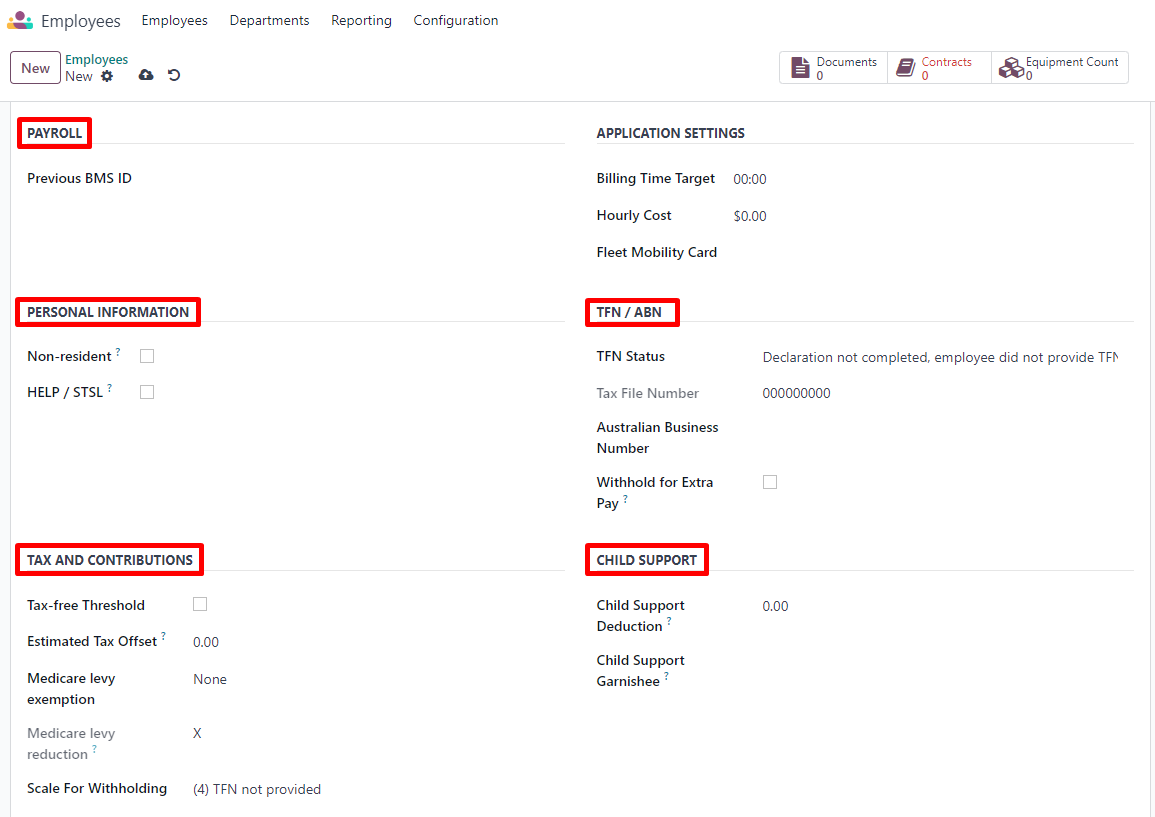 Employees Employees Departments Reporting Configuration
New
Employees
New
Documents
0
Contracts
0
Equipment Count
0
PAYROLL
Previous BMS ID
APPLICATION SETTINGS
Billing Time Target 00:00
Hourly Cost $0.00
Fleet Mobility Card
PERSONAL INFORMATION
Non-resident ?
HELP / STSL ?
TFN / ABN
TFN Status Declaration not completed, employee did not provide TFN
Tax File Number 000000000
Australian Business
Number
Withhold for Extra
Pay ?
TAX AND CONTRIBUTIONS
Tax-free Threshold
Estimated Tax Offset ? 0.00
Medicare levy None
exemption
Medicare levy X
reduction ?
Scale For Withholding (4) TFN not provided
CHILD SUPPORT
Child Support 0.00
Deduction ?
Child Support
Garnishee ?